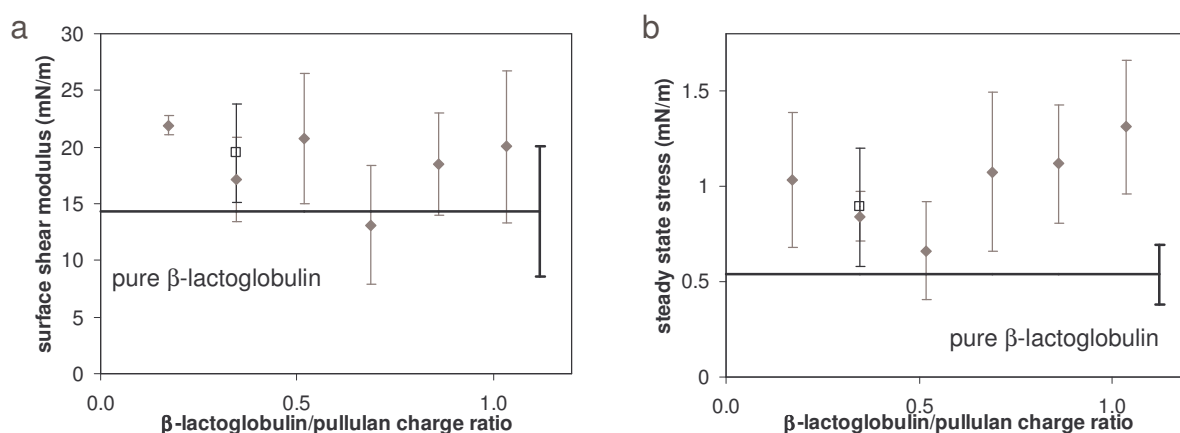 a
surface shear modulus (mN/m)
30
25
20
15
10
5
0
pure β-lactoglobulin
0.0
0.5
1.0
β-lactoglobulin/pullulan charge ratio
b
steady state stress (mN/m)
1.5
1
0.5
0
pure β-lactoglobulin
0.0
0.5
1.0
β-lactoglobulin/pullulan charge ratio